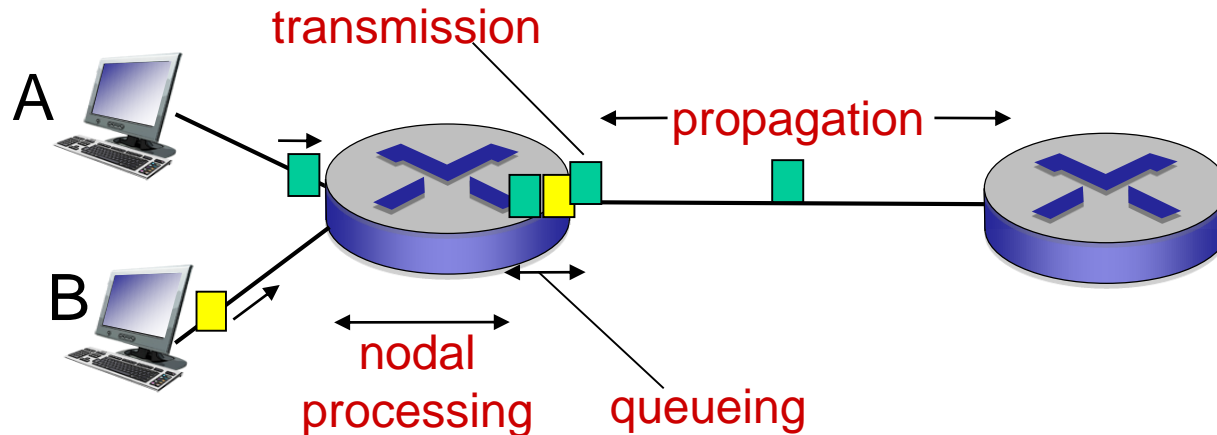 transmission
A
propagation
B
nodal
processing
queueing